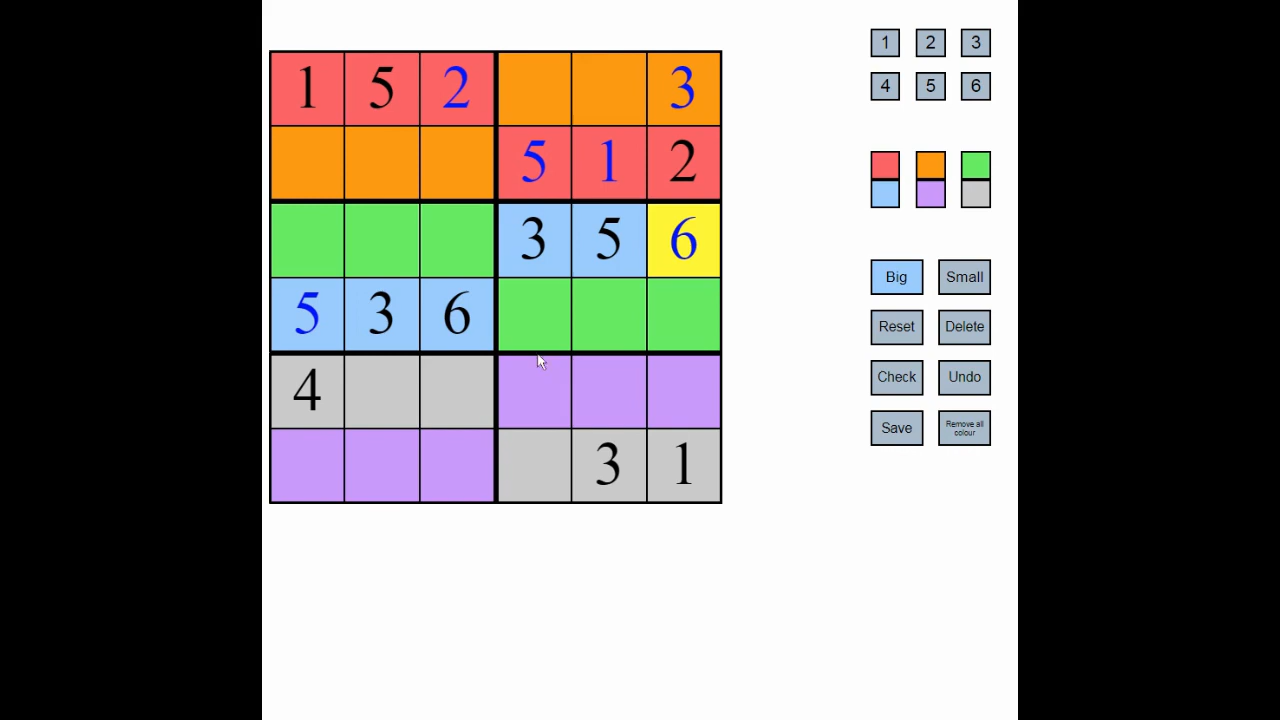 1 5 2 3
5 1 2
3 5 6
5 3 6
4
3 1
1 2 3
4 5 6
Big Small
Reset Delete
Check Undo
Save Remove all
colour